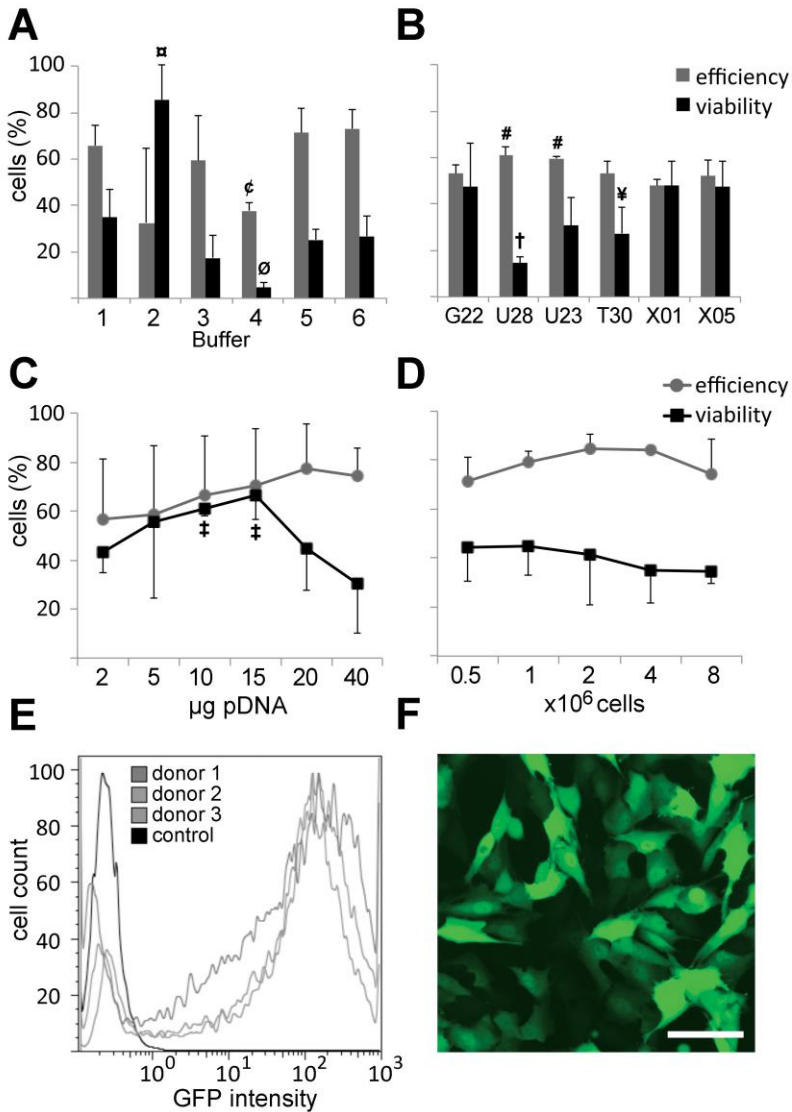 A
B
¤
100
80
60
40
20
cells (%)
¢
ø
1 2 3 4 5 6
Buffer
efficiency
viability
#
#
†
¥
G22 U28 U23 T30 X01 X05
C
D
100
80
60
40
20
cells (%)
‡
‡
2 5 10 15 20 40
µg pDNA
efficiency
viability
0.5 1 2 4 8
x10⁶ cells
E
F
100
80
60
40
20
cell count
donor 1
donor 2
donor 3
control
10⁰ 10¹ 10² 10³
GFP intensity